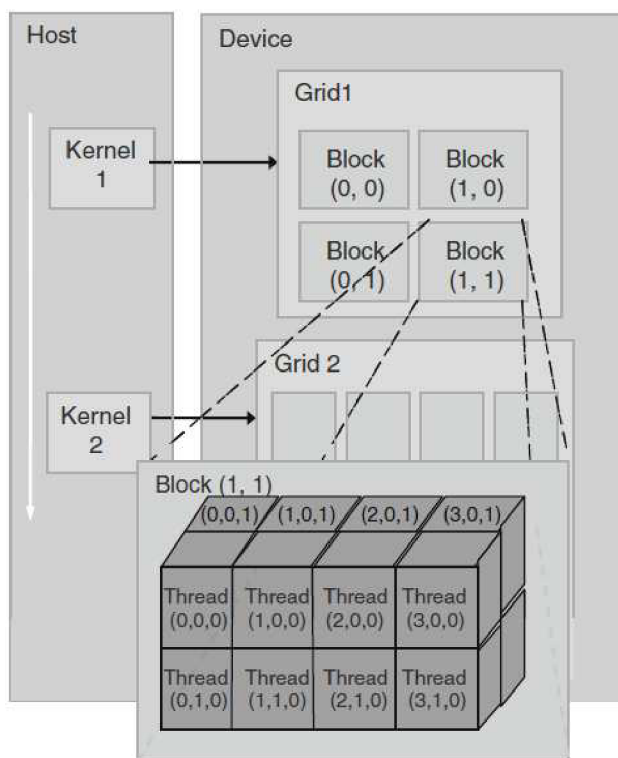 Host
Device
Grid1
Kernel
1
Block
(0, 0)
Block
(1, 0)
Block
(0, 1)
Block
(1, 1)
Grid 2
Kernel
2
Block (1, 1)
(0,0,1)
(1,0,1)
(2,0,1)
(3,0,1)
Thread
(0,0,0)
Thread
(1,0,0)
Thread
(2,0,0)
Thread
(3,0,0)
Thread
(0,1,0)
Thread
(1,1,0)
Thread
(2,1,0)
Thread
(3,1,0)